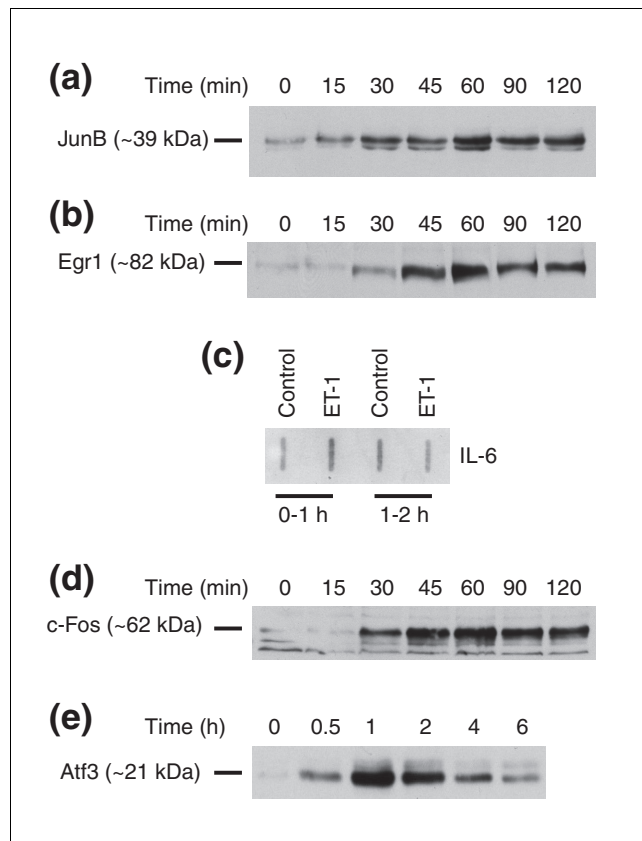 (a) Time (min) 0 15 30 45 60 90 120
JunB (~39 kDa)
(b) Time (min) 0 15 30 45 60 90 120
Egr1 (~82 kDa)
(c) Control ET-1 Control ET-1
IL-6
0-1 h 1-2 h
(d) Time (min) 0 15 30 45 60 90 120
c-Fos (~62 kDa)
(e) Time (h) 0 0.5 1 2 4 6
Atf3 (~21 kDa)